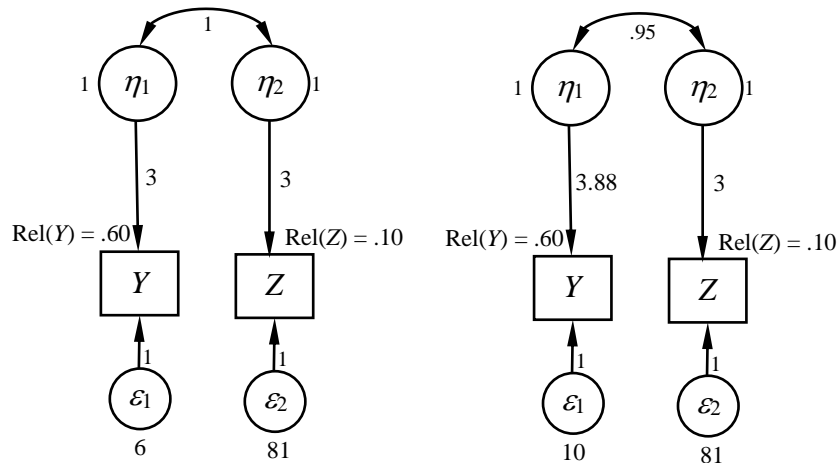 1
.95
1
η1
η2
1
1
η1
η2
1
3
3
3.88
3
Rel(Y) = .60
Rel(Z) = .10
Rel(Y) = .60
Rel(Z) = .10
Y
Z
Y
Z
1
1
1
1
ε1
ε2
ε1
ε2
6
81
10
81